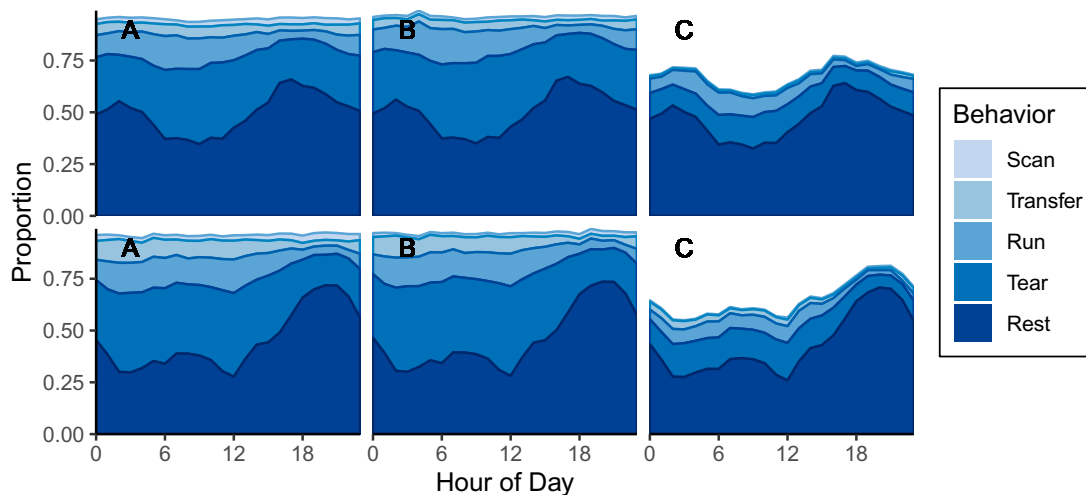 A B C
0.75
0.50
0.25
0.00
A B C
0.75
0.50
0.25
0.00
0 6 12 18 0 6 12 18 0 6 12 18
Hour of Day
Proportion
Behavior
Scan
Transfer
Run
Tear
Rest